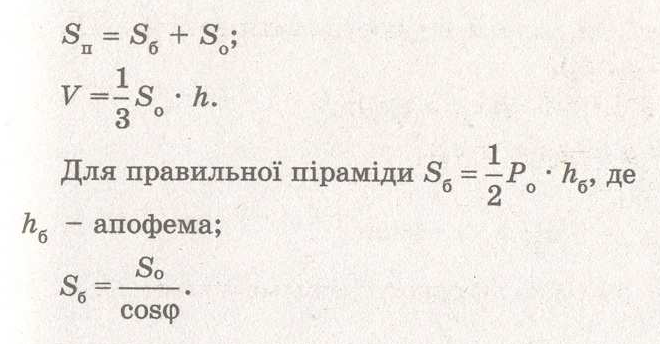 Sп = Sб + Sо;
V = 1/3 Sо · h.
Для правильної піраміди Sб = 1/2 Pо · hб, де
hб – апофема;
Sб = Sо/cosφ.